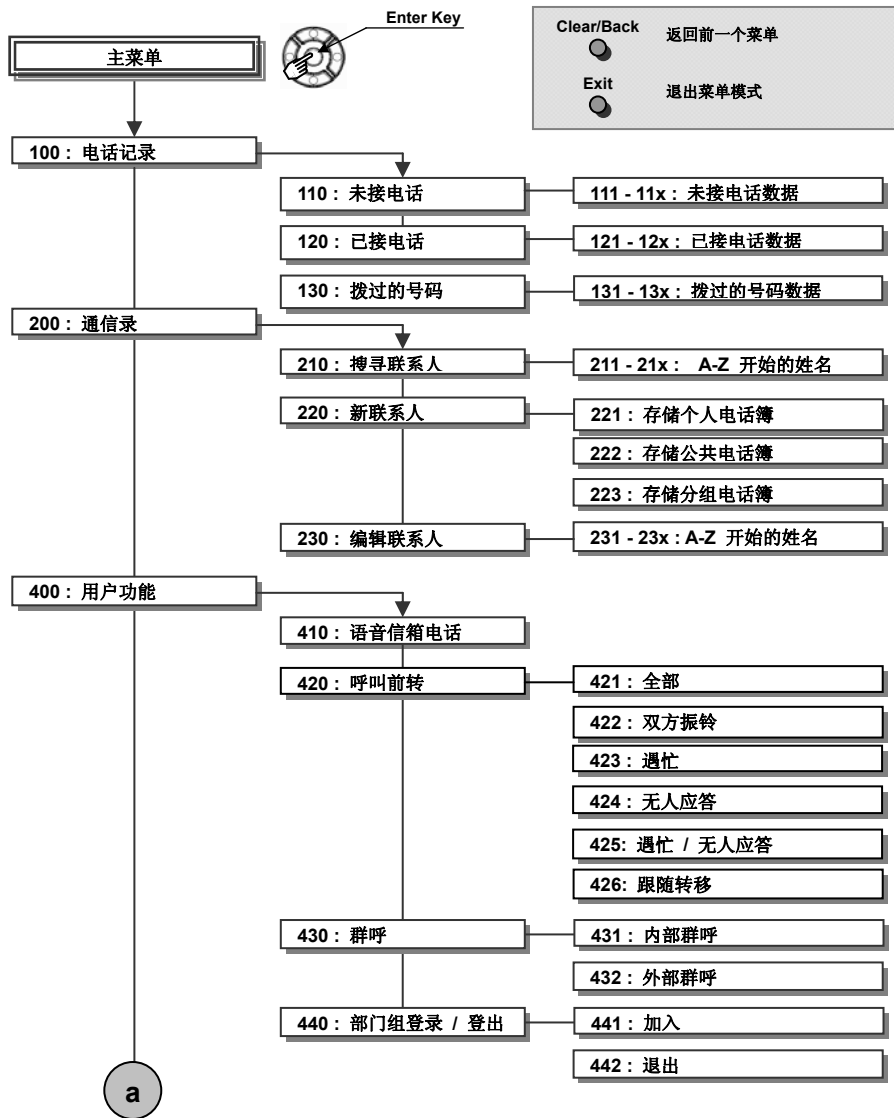 Enter Key
Clear/Back 返回前一个菜单
Exit 退出菜单模式
主菜单
100 : 电话记录
110 : 未接电话
111 - 11x : 未接电话数据
120 : 已接电话
121 - 12x : 已接电话数据
130 : 拨过的号码
131 - 13x : 拨过的号码数据
200 : 通信录
210 : 搜寻联系人
211 - 21x : A-Z 开始的姓名
220 : 新联系人
221 : 存储个人电话簿
222 : 存储公共电话簿
223 : 存储分组电话簿
230 : 编辑联系人
231 - 23x : A-Z 开始的姓名
400 : 用户功能
410 : 语音信箱电话
420 : 呼叫前转
421 : 全部
422 : 双方振铃
423 : 遇忙
424 : 无人应答
425: 遇忙 / 无人应答
426: 跟随转移
430 : 群呼
431 : 内部群呼
432 : 外部群呼
440 : 部门组登录 / 登出
441 : 加入
442 : 退出
a